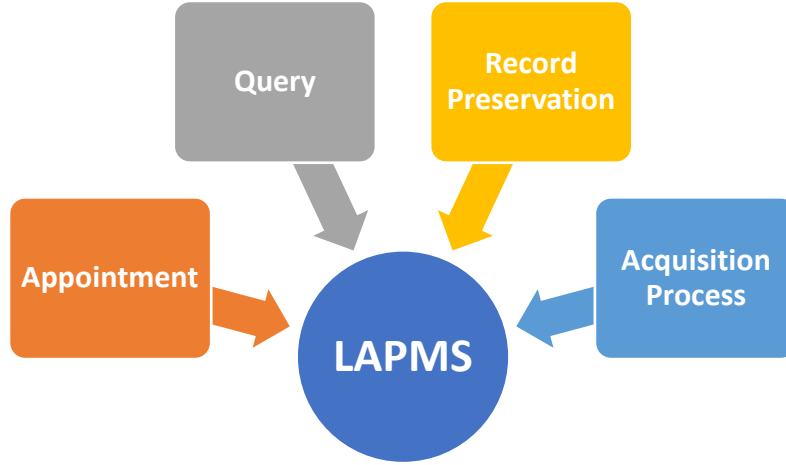 Query
Record
Preservation
Appointment
Acquisition
Process
LAPMS